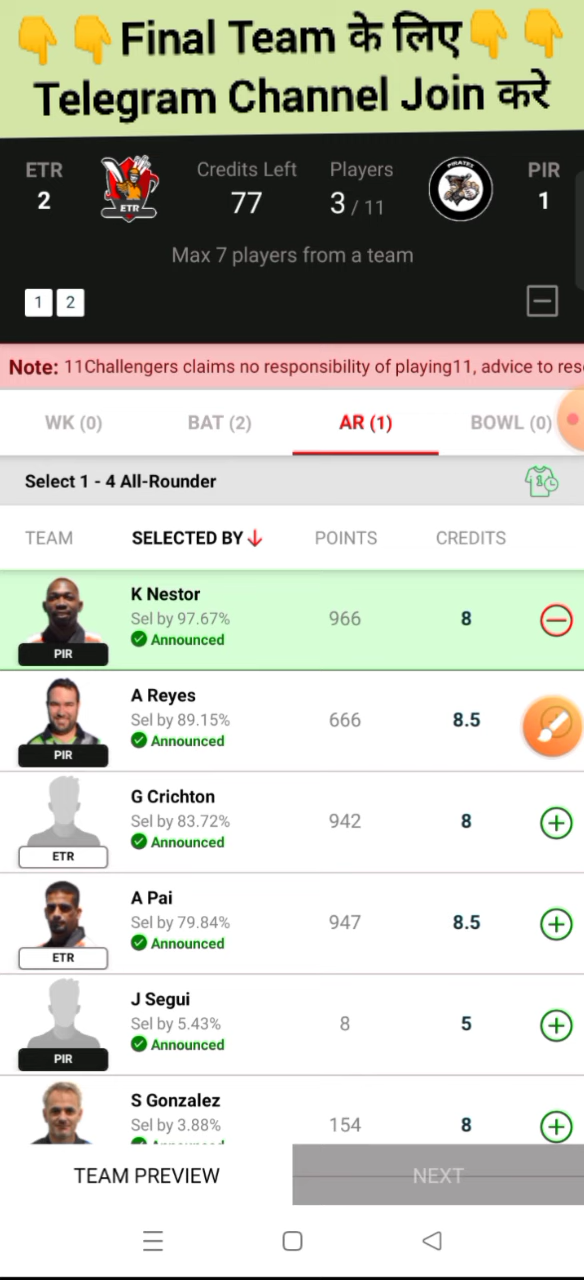 👇👇Final Team के लिए👇👇
Telegram Channel Join करे
ETR
Credits Left
Players
PIR
2
ETR
77
3 / 11
PIRATES
1
Max 7 players from a team
1 2
Note: 11Challengers claims no responsibility of playing11, advice to res
WK (0) BAT (2) AR (1) BOWL (0)
Select 1 - 4 All-Rounder
TEAM SELECTED BY POINTS CREDITS
K Nestor
Sel by 97.67% 966 8
Announced
PIR
A Reyes
Sel by 89.15% 666 8.5
Announced
PIR
G Crichton
Sel by 83.72% 942 8
Announced
ETR
A Pai
Sel by 79.84% 947 8.5
Announced
ETR
J Segui
Sel by 5.43% 8 5
Announced
PIR
S Gonzalez
Sel by 3.88% 154 8
TEAM PREVIEW NEXT